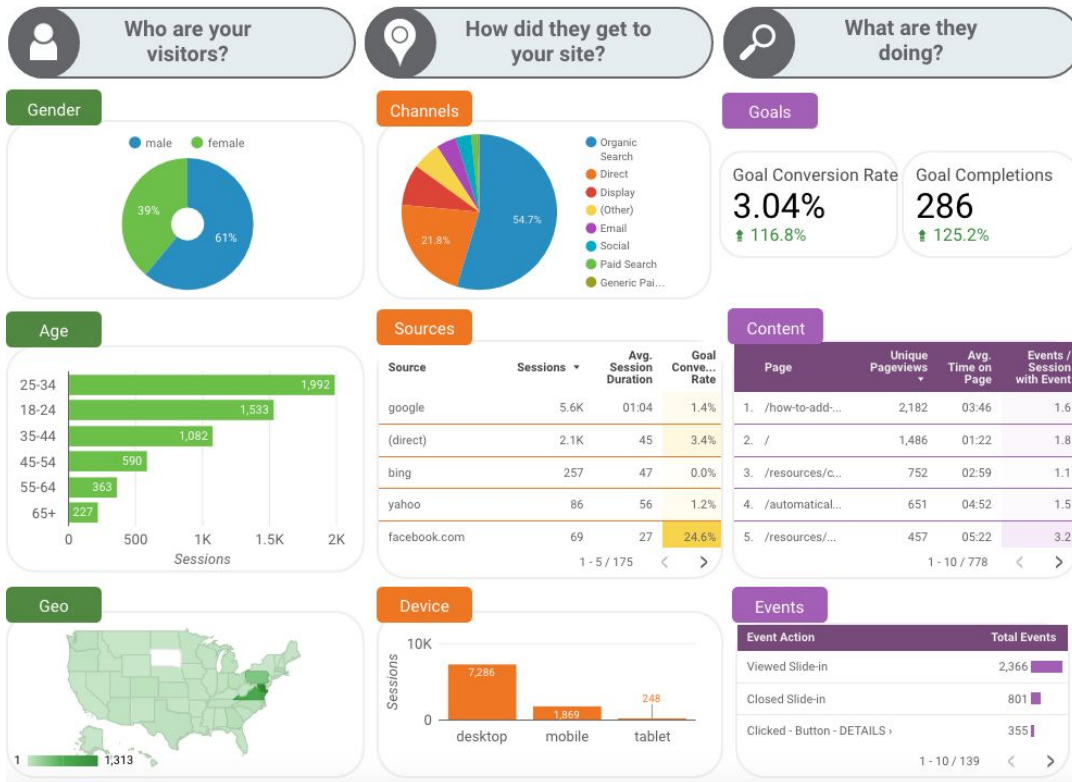 Who are your
visitors?
How did they get to
your site?
What are they
doing?
Gender
male female
39%
61%
Channels
Organic
Search
Direct
Display
(Other)
Email
Social
Paid Search
Generic Pai...
54.7%
21.8%
Goals
Goal Conversion Rate
3.04%
116.8%
Goal Completions
286
125.2%
Age
25-34 1,992
18-24 1,533
35-44 1,082
45-54 590
55-64 363
65+ 227
0 500 1K 1.5K 2K
Sessions
Sources
Source Sessions Avg. Session Duration Goal Conve... Rate
google 5.6K 01:04 1.4%
(direct) 2.1K 45 3.4%
bing 257 47 0.0%
yahoo 86 56 1.2%
facebook.com 69 27 24.6%
1 - 5 / 175 < >
Content
Page Unique Pageviews Avg. Time on Page Events / Session with Event
1. /how-to-add-... 2,182 03:46 1.6
2. / 1,486 01:22 1.8
3. /resources/c... 752 02:59 1.1
4. /automatical... 651 04:52 1.5
5. /resources/... 457 05:22 3.2
1 - 10 / 778 < >
Geo
1 1,313
Device
10K
Sessions
0
7,286
1,869
248
desktop mobile tablet
Events
Event Action Total Events
Viewed Slide-in 2,366
Closed Slide-in 801
Clicked - Button - DETAILS › 355
1 - 10 / 139 < >